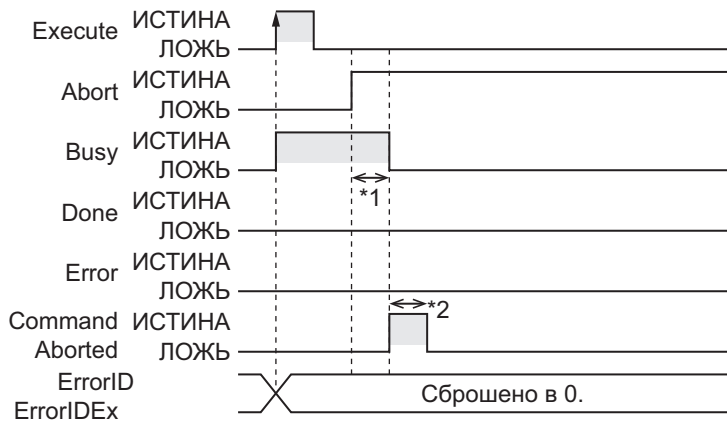 Execute ИСТИНА
ЛОЖЬ
Abort ИСТИНА
ЛОЖЬ
Busy ИСТИНА
ЛОЖЬ
*1
Done ИСТИНА
ЛОЖЬ
Error ИСТИНА
ЛОЖЬ
*2
Command ИСТИНА
Aborted ЛОЖЬ
ErrorID
ErrorIDEx
Сброшено в 0.